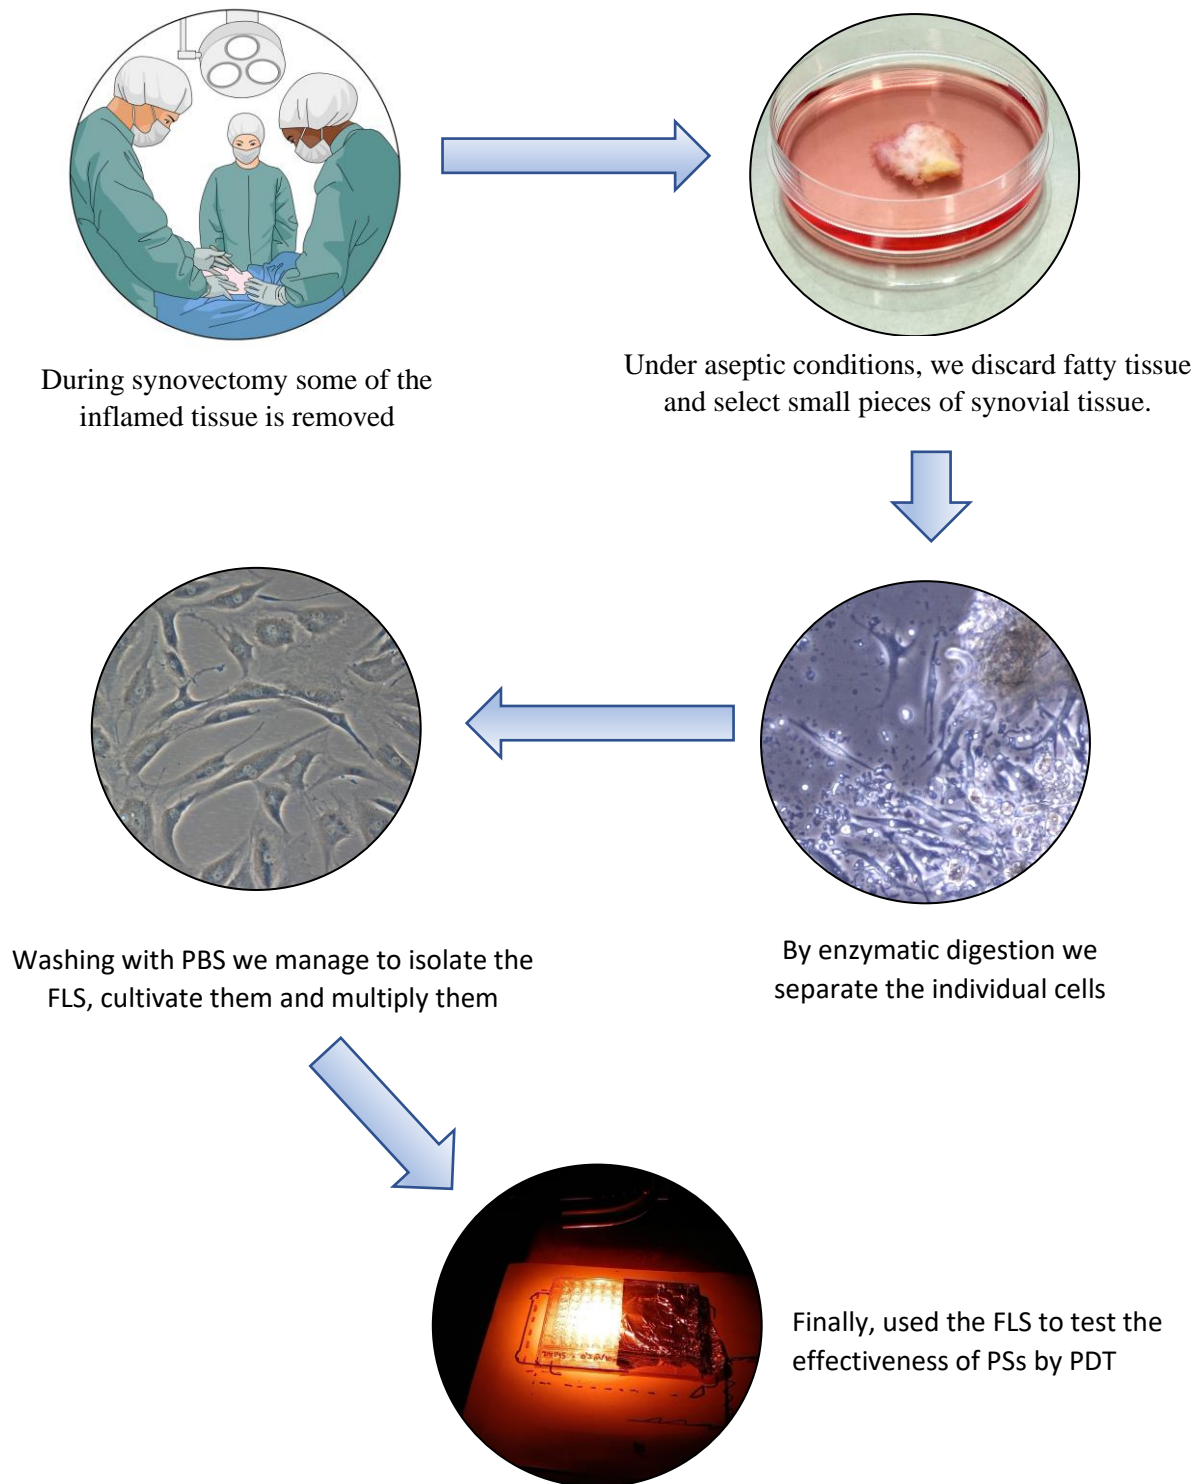 During synovectomy some of the
inflamed tissue is removed
Under aseptic conditions, we discard fatty tissue
and select small pieces of synovial tissue.
By enzymatic digestion we
separate the individual cells
Washing with PBS we manage to isolate the
FLS, cultivate them and multiply them
Finally, used the FLS to test the
effectiveness of PSs by PDT